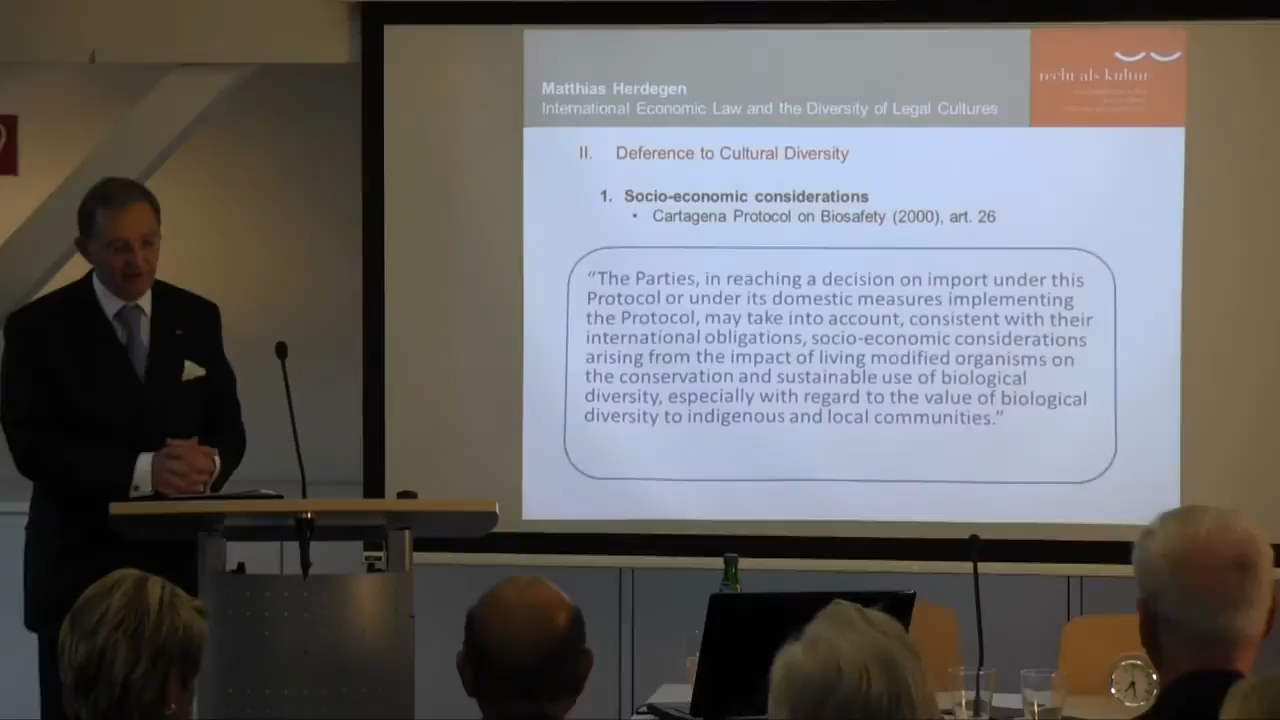 Matthias Herdegen
International Economic Law and the Diversity of Legal Cultures
recht als kultur
II. Deference to Cultural Diversity
1. Socio-economic considerations
• Cartagena Protocol on Biosafety (2000), art. 26
“The Parties, in reaching a decision on import under this
Protocol or under its domestic measures implementing
the Protocol, may take into account, consistent with their
international obligations, socio-economic considerations
arising from the impact of living modified organisms on
the conservation and sustainable use of biological
diversity, especially with regard to the value of biological
diversity to indigenous and local communities.”